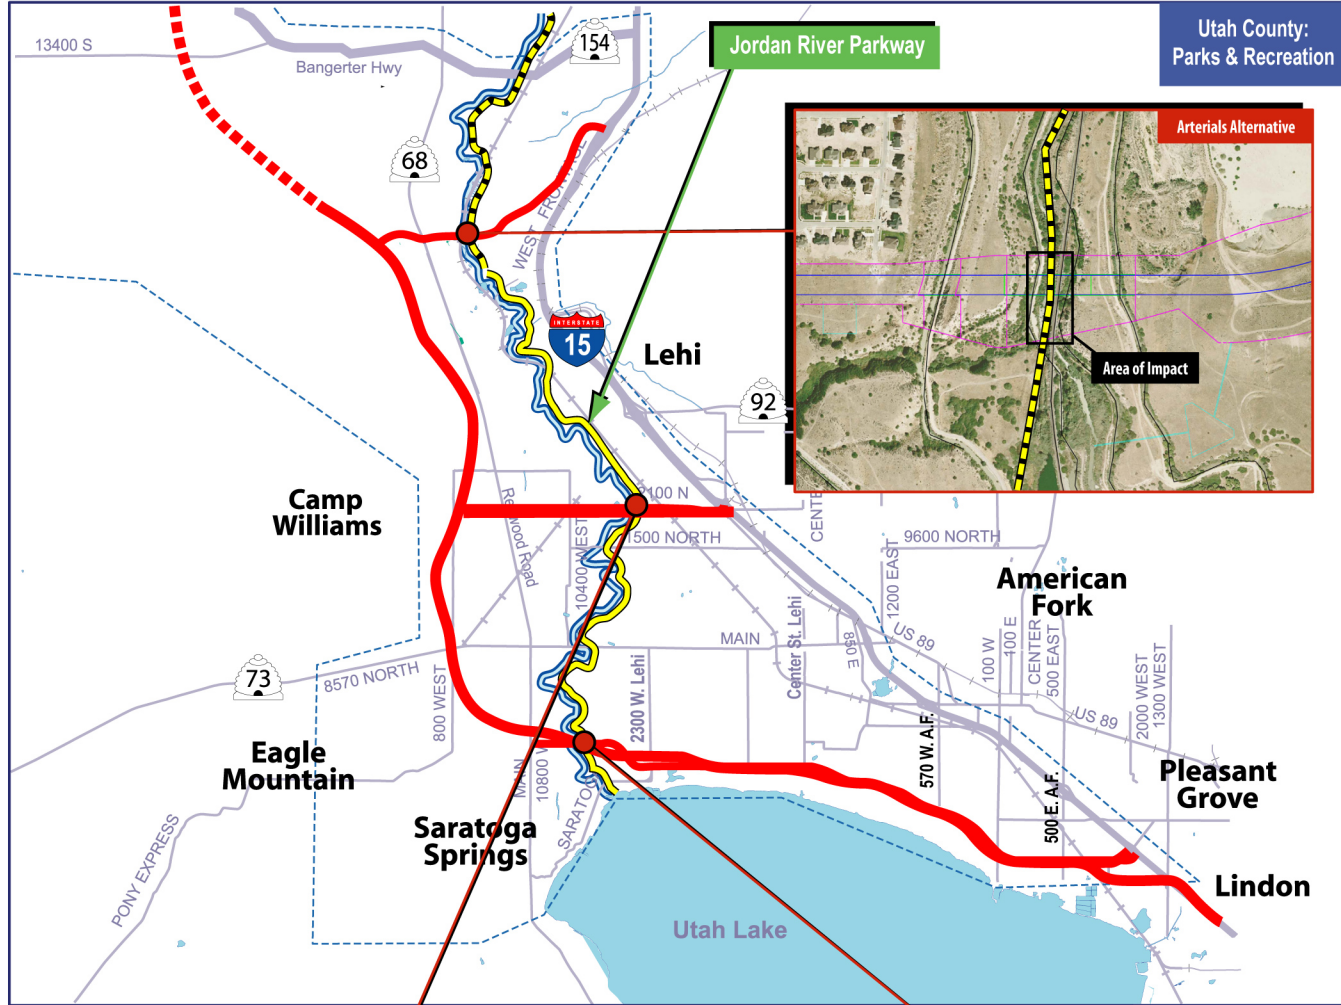 Utah County:
Parks & Recreation
13400 S
Bangerter Hwy
154
Jordan River Parkway
Arterials Alternative
68
WEST FRONTAGE
INTERSTATE
15
Lehi
Area of Impact
92
Camp
Williams
Redwood Road
2100 N
10400 WEST
1500 NORTH
CENTER
9600 NORTH
1200 EAST
American
Fork
MAIN
Center St. Lehi
850 E
US 89
100 W
100 E
CENTER
500 EAST
73
8570 NORTH
800 WEST
2300 W. Lehi
US 89
2000 WEST
1300 WEST
Eagle
Mountain
MAIN
10800 W
570 W. A.F.
500 E. A.F.
Pleasant
Grove
Saratoga
Springs
SARATO
PONY EXPRESS
Lindon
Utah Lake